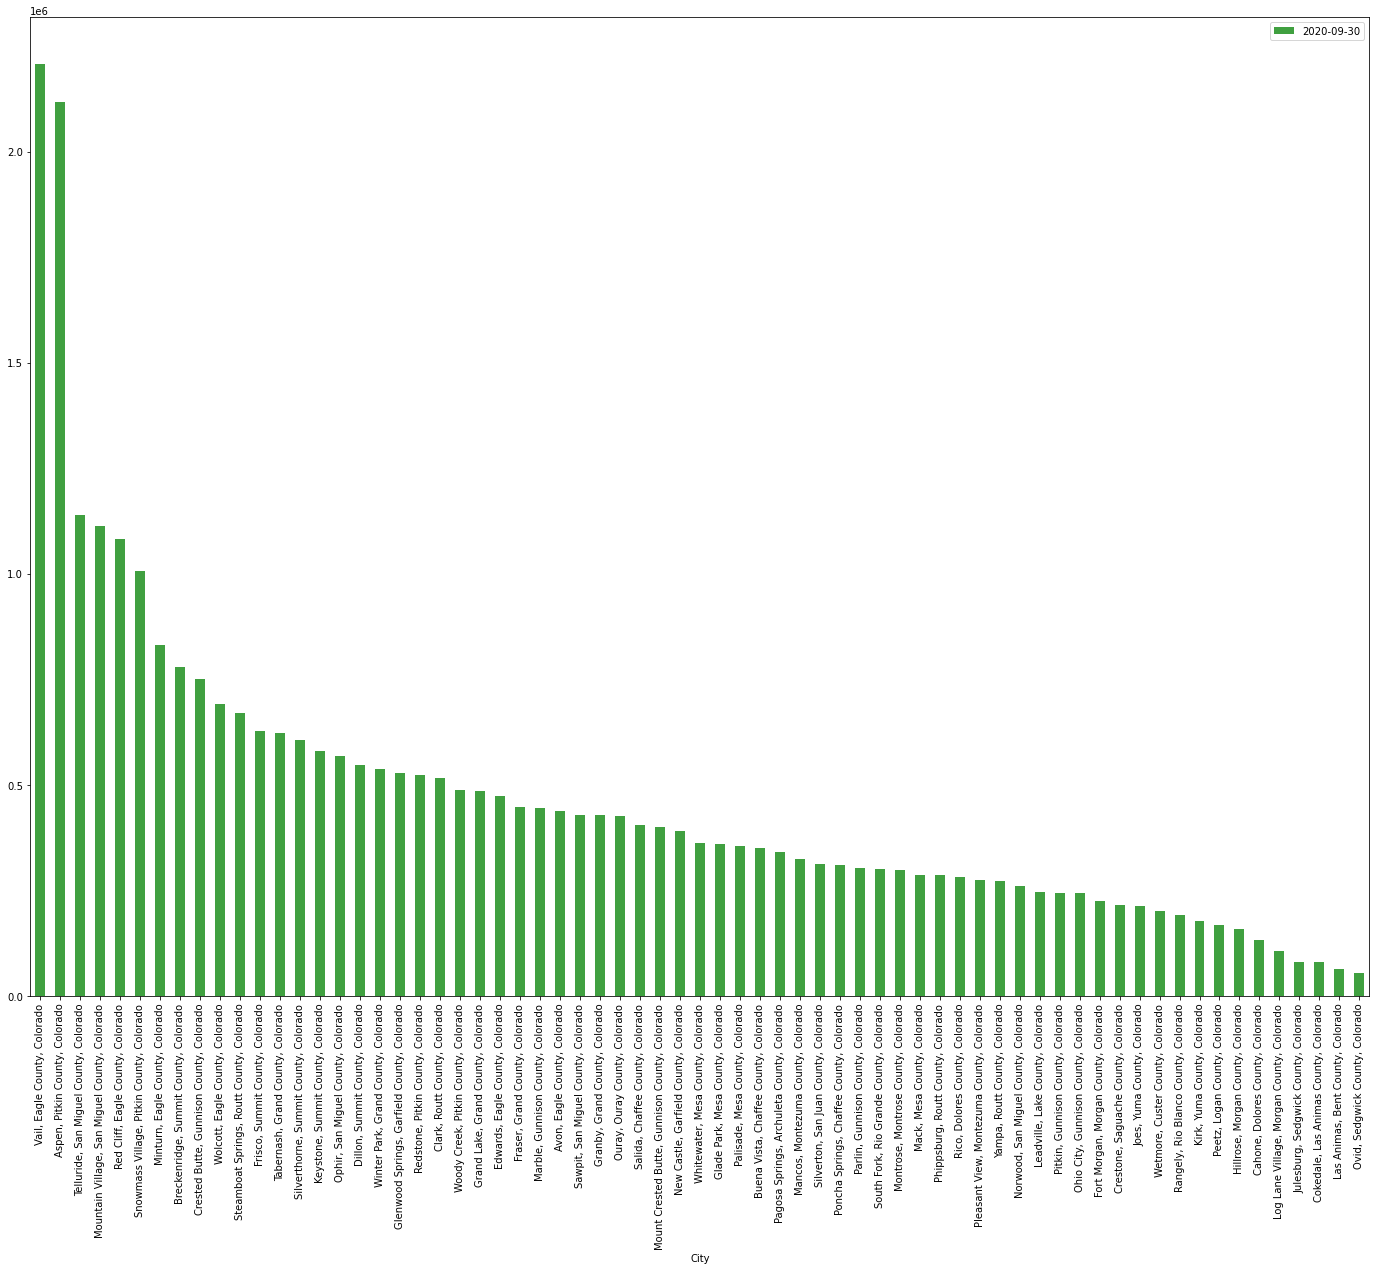 1e6
2020-09-30
2.0
1.5
1.0
0.5
0.0
Vail, Eagle County, Colorado
Aspen, Pitkin County, Colorado
Telluride, San Miguel County, Colorado
Mountain Village, San Miguel County, Colorado
Red Cliff, Eagle County, Colorado
Snowmass Village, Pitkin County, Colorado
Minturn, Eagle County, Colorado
Breckenridge, Summit County, Colorado
Crested Butte, Gunnison County, Colorado
Wolcott, Eagle County, Colorado
Steamboat Springs, Routt County, Colorado
Frisco, Summit County, Colorado
Tabernash, Grand County, Colorado
Silverthorne, Summit County, Colorado
Keystone, Summit County, Colorado
Ophir, San Miguel County, Colorado
Dillon, Summit County, Colorado
Winter Park, Grand County, Colorado
Glenwood Springs, Garfield County, Colorado
Redstone, Pitkin County, Colorado
Clark, Routt County, Colorado
Woody Creek, Pitkin County, Colorado
Grand Lake, Grand County, Colorado
Edwards, Eagle County, Colorado
Fraser, Grand County, Colorado
Marble, Gunnison County, Colorado
Avon, Eagle County, Colorado
Sawpit, San Miguel County, Colorado
Granby, Grand County, Colorado
Ouray, Ouray County, Colorado
Salida, Chaffee County, Colorado
Mount Crested Butte, Gunnison County, Colorado
New Castle, Garfield County, Colorado
Whitewater, Mesa County, Colorado
Glade Park, Mesa County, Colorado
Palisade, Mesa County, Colorado
Buena Vista, Chaffee County, Colorado
Pagosa Springs, Archuleta County, Colorado
Mancos, Montezuma County, Colorado
Silverton, San Juan County, Colorado
Poncha Springs, Chaffee County, Colorado
Parlin, Gunnison County, Colorado
South Fork, Rio Grande County, Colorado
Montrose, Montrose County, Colorado
Mack, Mesa County, Colorado
Phippsburg, Routt County, Colorado
Rico, Dolores County, Colorado
Pleasant View, Montezuma County, Colorado
Yampa, Routt County, Colorado
Norwood, San Miguel County, Colorado
Leadville, Lake County, Colorado
Pitkin, Gunnison County, Colorado
Ohio City, Gunnison County, Colorado
Fort Morgan, Morgan County, Colorado
Crestone, Saguache County, Colorado
Joes, Yuma County, Colorado
Wetmore, Custer County, Colorado
Rangely, Rio Blanco County, Colorado
Kirk, Yuma County, Colorado
Peetz, Logan County, Colorado
Hillrose, Morgan County, Colorado
Cahone, Dolores County, Colorado
Log Lane Village, Morgan County, Colorado
Julesburg, Sedgwick County, Colorado
Cokedale, Las Animas County, Colorado
Las Animas, Bent County, Colorado
Ovid, Sedgwick County, Colorado
City